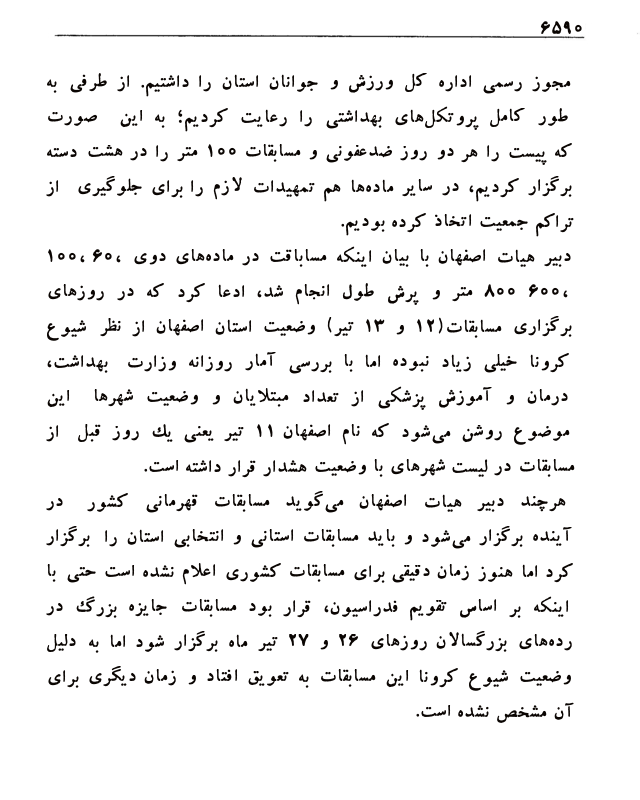 ۶۵۹۰
مجوز رسمی اداره کل ورزش و جوانان استان را داشتیم. از طرفی به
طور کامل پروتکل‌های بهداشتی را رعایت کردیم؛ به این صورت
که پیست را هر دو روز ضدعفونی و مسابقات ۱۰۰ متر را در هشت دسته
برگزار کردیم، در سایر ماده‌ها هم تمهیدات لازم را برای جلوگیری از
تراکم جمعیت اتخاذ کرده بودیم.
دبیر هیات اصفهان با بیان اینکه مساباقت در ماده‌های دوی ،۶۰ ،۱۰۰
،۶۰۰ ۸۰۰ متر و پرش طول انجام شد، ادعا کرد که در روزهای
برگزاری مسابقات(۱۲ و ۱۳ تیر) وضعیت استان اصفهان از نظر شیوع
کرونا خیلی زیاد نبوده اما با بررسی آمار روزانه وزارت بهداشت،
درمان و آموزش پزشکی از تعداد مبتلایان و وضعیت شهرها این
موضوع روشن می‌شود که نام اصفهان ۱۱ تیر یعنی یك روز قبل از
مسابقات در لیست شهرهای با وضعیت هشدار قرار داشته است.
هرچند دبیر هیات اصفهان می‌گوید مسابقات قهرمانی کشور در
آینده برگزار می‌شود و باید مسابقات استانی و انتخابی استان را برگزار
کرد اما هنوز زمان دقیقی برای مسابقات کشوری اعلام نشده است حتی با
اینکه بر اساس تقویم فدراسیون، قرار بود مسابقات جایزه بزرگ در
رده‌های بزرگسالان روزهای ۲۶ و ۲۷ تیر ماه برگزار شود اما به دلیل
وضعیت شیوع کرونا این مسابقات به تعویق افتاد و زمان دیگری برای
آن مشخص نشده است.